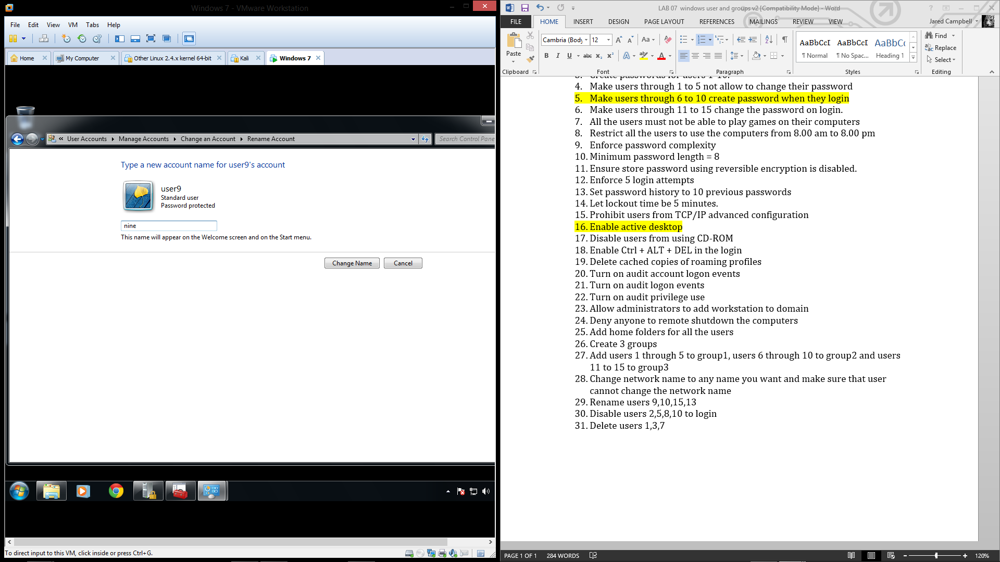 Windows 7 - VMware Workstation
File Edit View VM Tabs Help
Home
My Computer
Other Linux 2.4.x kernel 64-bit
Kali
Windows 7
« User Accounts Manage Accounts Change an Account Rename Account
Search Control Pane
Type a new account name for user9's account
user9
Standard user
Password protected
nine
This name will appear on the Welcome screen and on the Start menu.
Change Name Cancel
To direct input to this VM, click inside or press Ctrl+G.
LAB 07 windows user and groups v2 [Compatibility Mode] - Word
FILE HOME INSERT DESIGN PAGE LAYOUT REFERENCES MAILINGS REVIEW VIEW Jared Campbell
Cambria (Body 12
Paste
B I U abc X₂ X²
Aa
A A
AaBbCcI AaBbCcI AaBbCc
¶ Normal ¶ No Spac... Heading 1
Find
Replace
Select
Clipboard Font Paragraph Styles Editing
3. Create passwords for users 1-10.
4. Make users through 1 to 5 not allow to change their password
5. Make users through 6 to 10 create password when they login
6. Make users through 11 to 15 change the password on login.
7. All the users must not be able to play games on their computers
8. Restrict all the users to use the computers from 8.00 am to 8.00 pm
9. Enforce password complexity
10. Minimum password length = 8
11. Ensure store password using reversible encryption is disabled.
12. Enforce 5 login attempts
13. Set password history to 10 previous passwords
14. Let lockout time be 5 minutes.
15. Prohibit users from TCP/IP advanced configuration
16. Enable active desktop
17. Disable users from using CD-ROM
18. Enable Ctrl + ALT + DEL in the login
19. Delete cached copies of roaming profiles
20. Turn on audit account logon events
21. Turn on audit logon events
22. Turn on audit privilege use
23. Allow administrators to add workstation to domain
24. Deny anyone to remote shutdown the computers
25. Add home folders for all the users
26. Create 3 groups
27. Add users 1 through 5 to group1, users 6 through 10 to group2 and users
11 to 15 to group3
28. Change network name to any name you want and make sure that user
cannot change the network name
29. Rename users 9,10,15,13
30. Disable users 2,5,8,10 to login
31. Delete users 1,3,7
PAGE 1 OF 1 284 WORDS 120%